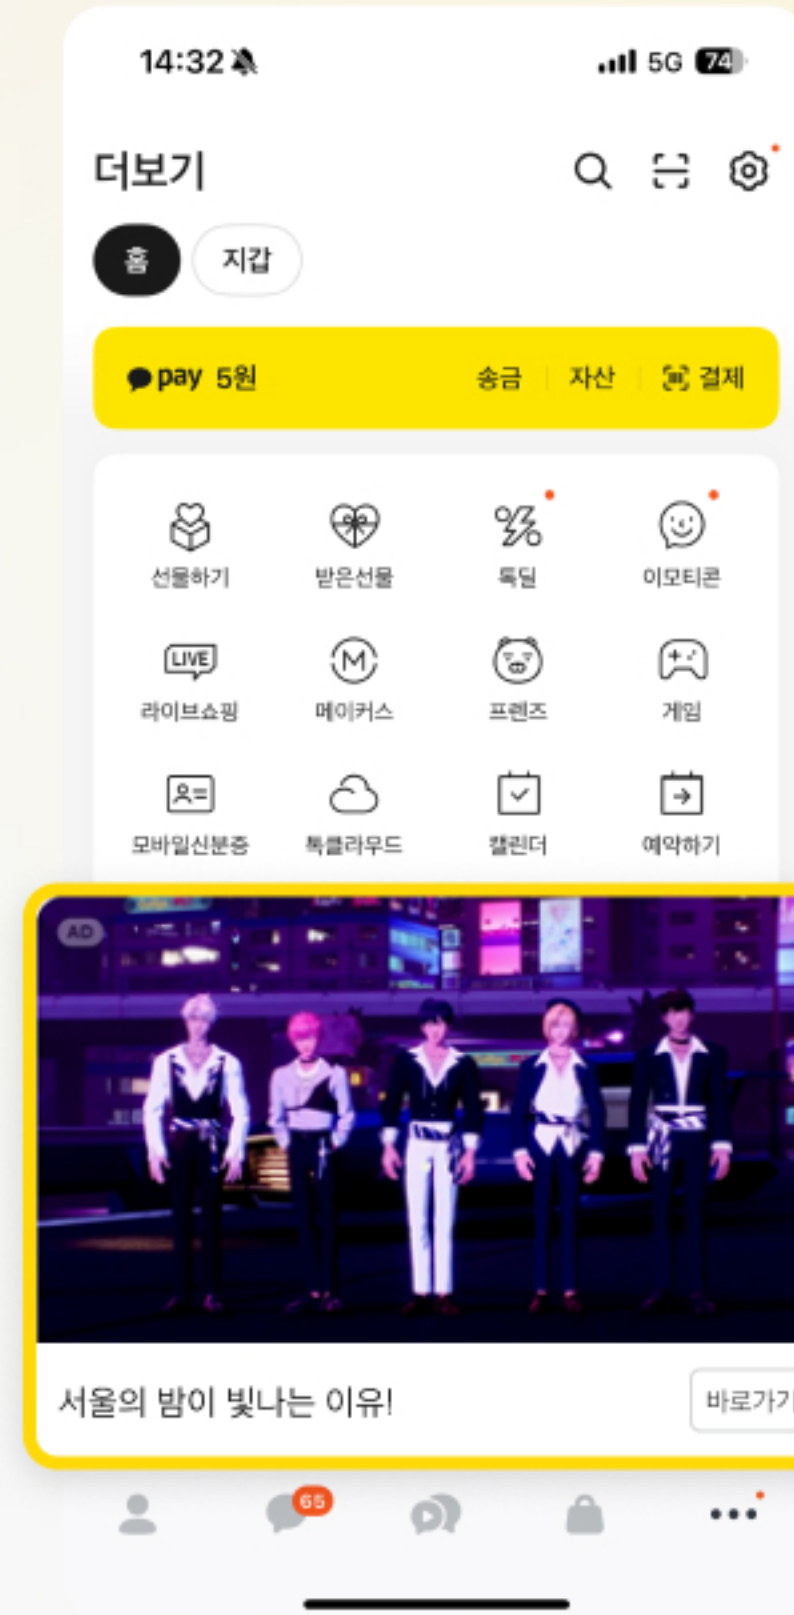 14:32 5G 74
더보기
홈 지갑
pay 5원 송금 자산 결제
선물하기 받은선물 톡딜 이모티콘
LIVE M
라이브쇼핑 메이커스 프렌즈 게임
모바일신분증 톡클라우드 캘린더 예약하기
AD
서울의 밤이 빛나는 이유! 바로가기
65